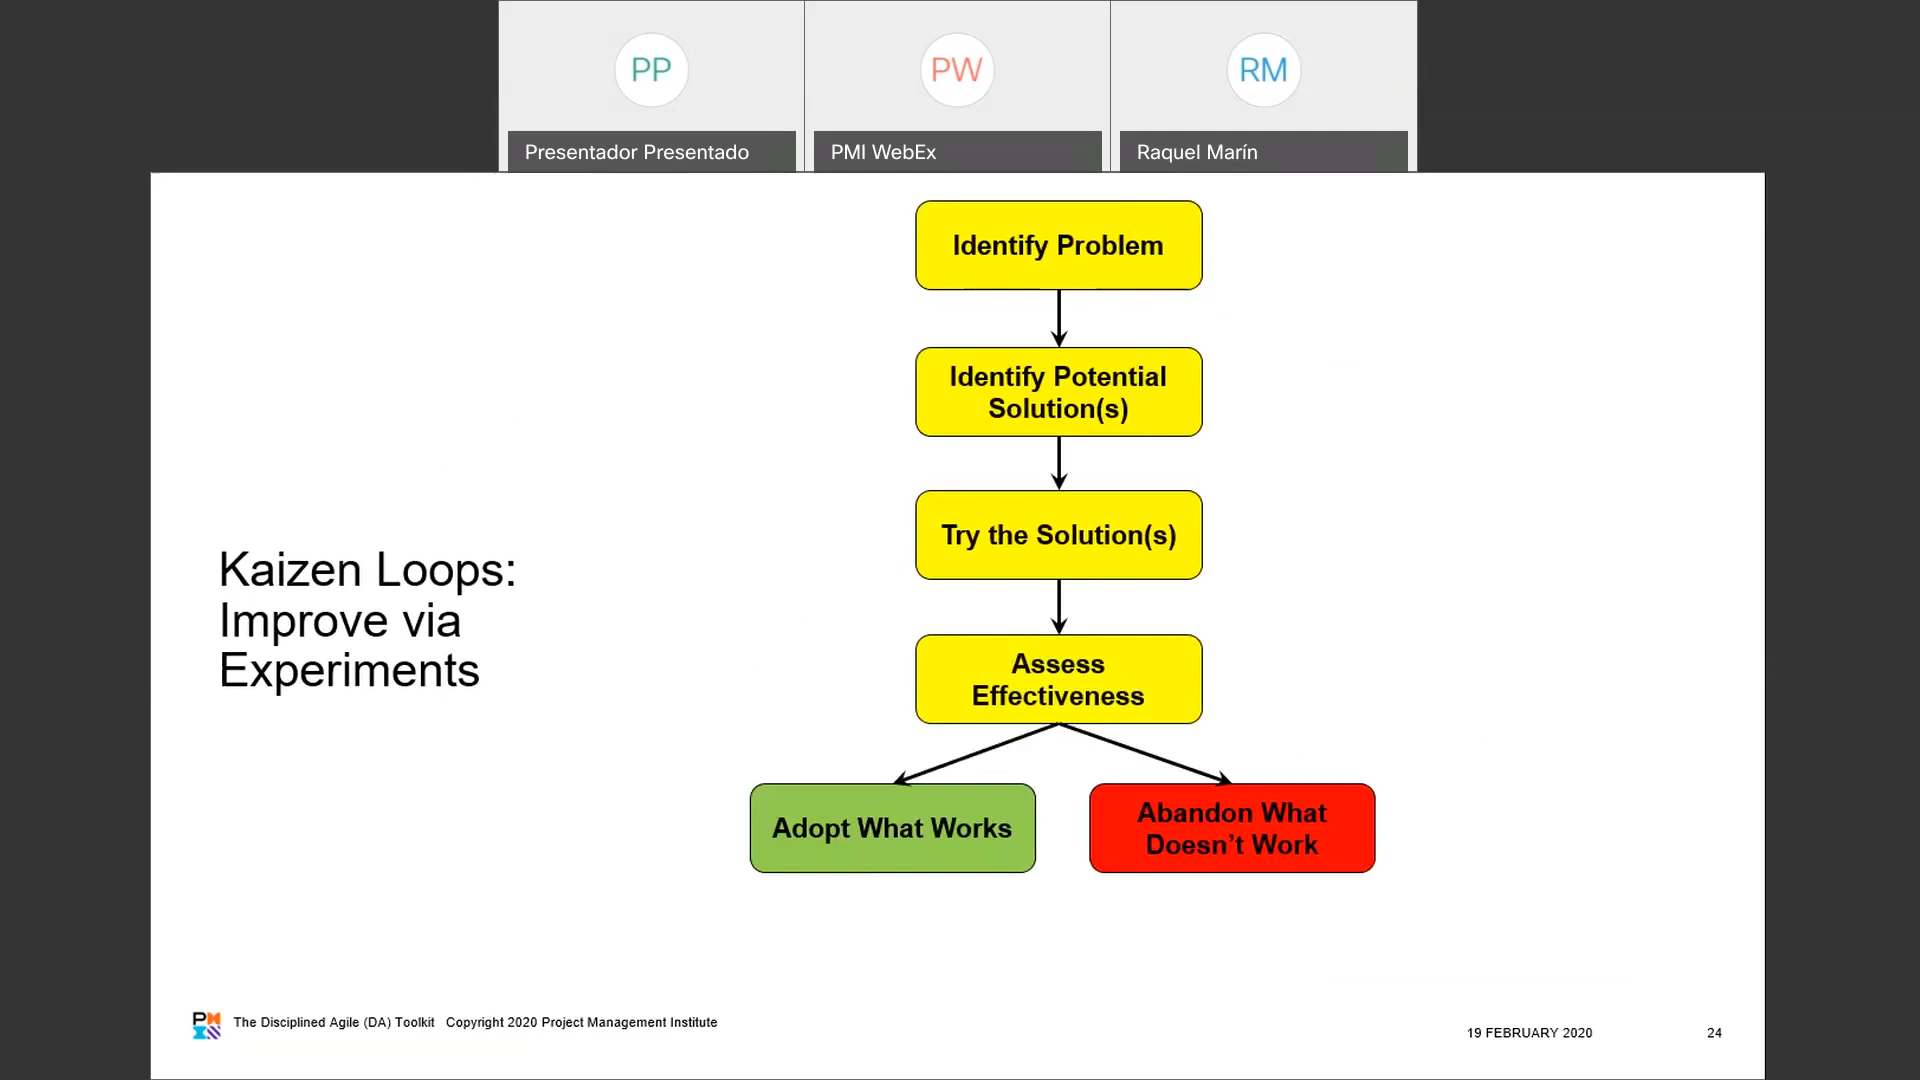 PP
PW
RM
Presentador Presentado
PMI WebEx
Raquel Marín
Identify Problem
Identify Potential
Solution(s)
Try the Solution(s)
Assess
Effectiveness
Adopt What Works
Abandon What
Doesn’t Work
Kaizen Loops:
Improve via
Experiments
The Disciplined Agile (DA) Toolkit Copyright 2020 Project Management Institute
19 FEBRUARY 2020
24